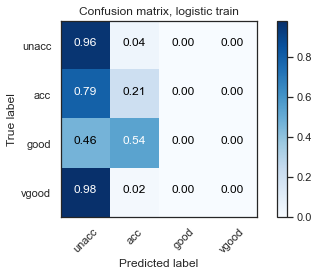 Confusion matrix, logistic train
True label
unacc 0.96 0.04 0.00 0.00
acc 0.79 0.21 0.00 0.00
good 0.46 0.54 0.00 0.00
vgood 0.98 0.02 0.00 0.00
unacc acc good vgood
Predicted label
0.8
0.6
0.4
0.2
0.0